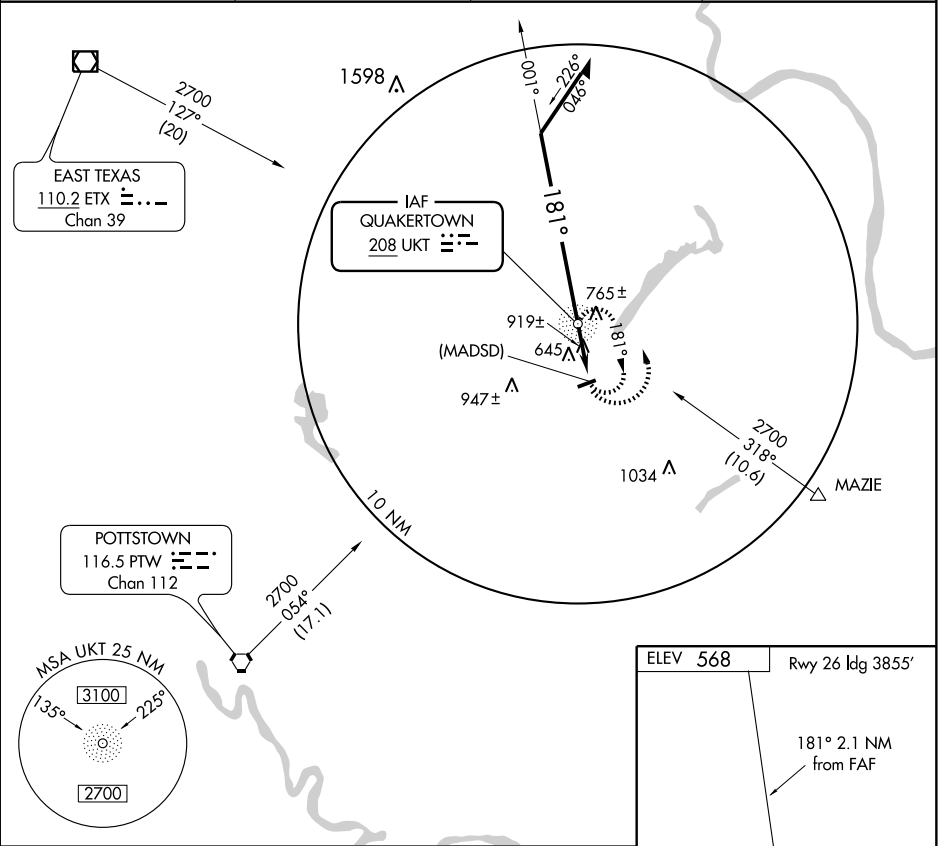 2700
127°
(20)
EAST TEXAS
110.2 ETX
Chan 39
1598
001°
226°
046°
181°
IAF
QUAKERTOWN
208 UKT
765±
919±
645
181°
(MADSD)
947±
1034
2700
318°
(10.6)
MAZIE
10 NM
POTTSTOWN
116.5 PTW
Chan 112
2700
054°
(17.1)
MSA UKT 25 NM
3100
135°
225°
2700
ELEV 568
Rwy 26 ldg 3855'
181° 2.1 NM
from FAF